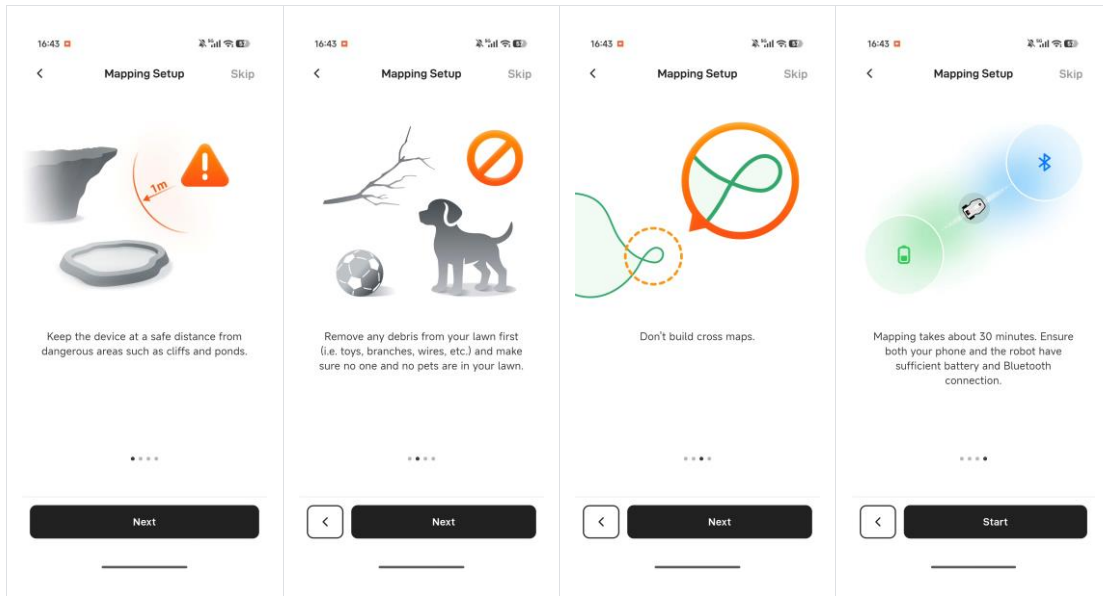 16:43
5G
Mapping Setup
Skip
1m
Keep the device at a safe distance from
dangerous areas such as cliffs and ponds.
Next
16:43
5G
Mapping Setup
Skip
Remove any debris from your lawn first
(i.e. toys, branches, wires, etc.) and make
sure no one and no pets are in your lawn.
Next
16:43
5G
Mapping Setup
Skip
Don't build cross maps.
Next
16:43
5G
Mapping Setup
Skip
Mapping takes about 30 minutes. Ensure
both your phone and the robot have
sufficient battery and Bluetooth
connection.
Start